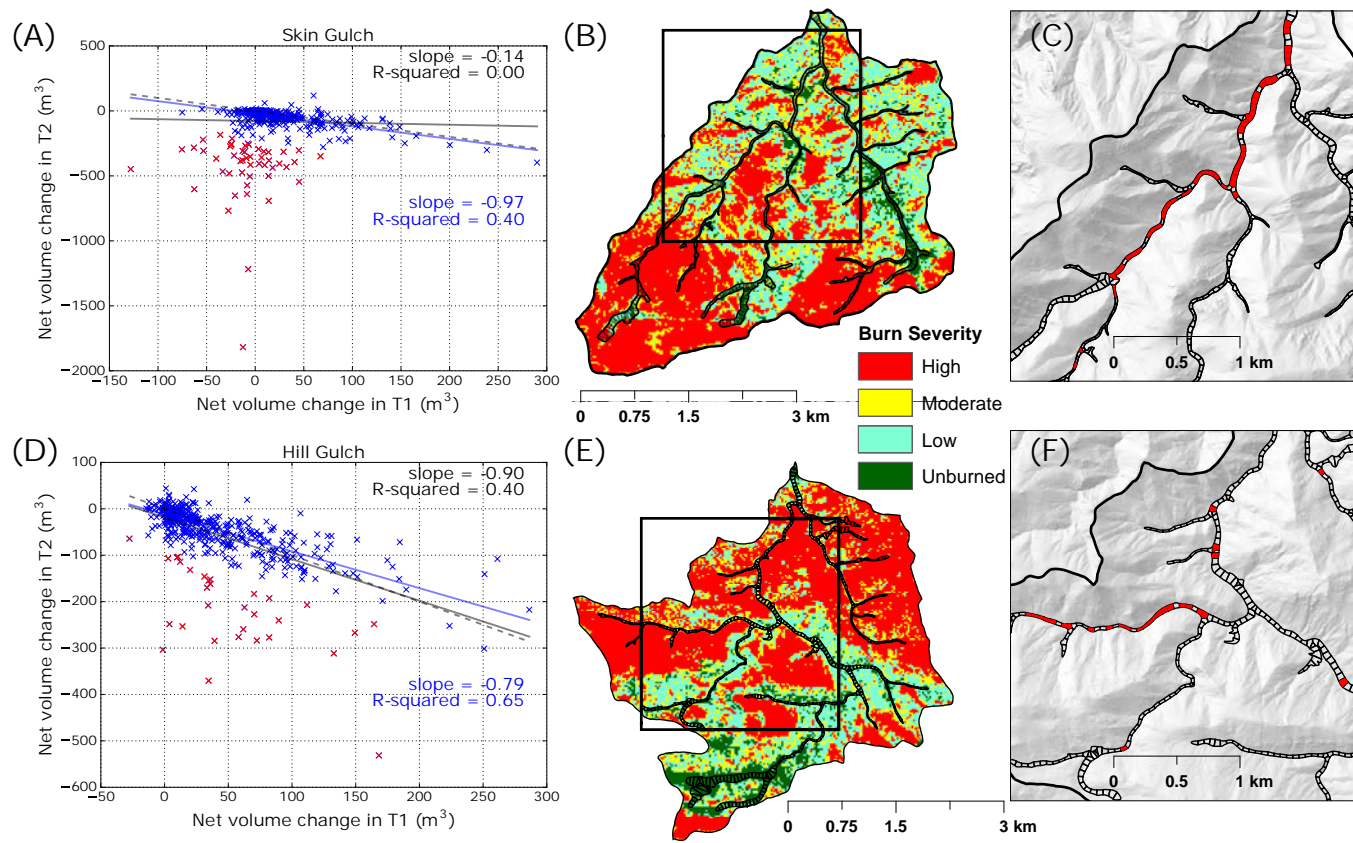 (A)
Skin Gulch
slope = -0.14
R-squared = 0.00
slope = -0.97
R-squared = 0.40
500
0
−500
−1000
−1500
−2000
−150 −100 −50 0 50 100 150 200 250 300
Net volume change in T2 (m³)
Net volume change in T1 (m³)
(B)
0 0.75 1.5 3 km
Burn Severity
High
Moderate
Low
Unburned
(C)
0 0.5 1 km
(D)
Hill Gulch
slope = -0.90
R-squared = 0.40
slope = -0.79
R-squared = 0.65
100
0
−100
−200
−300
−400
−500
−600
−50 0 50 100 150 200 250 300
Net volume change in T2 (m³)
Net volume change in T1 (m³)
(E)
0 0.75 1.5 3 km
(F)
0 0.5 1 km